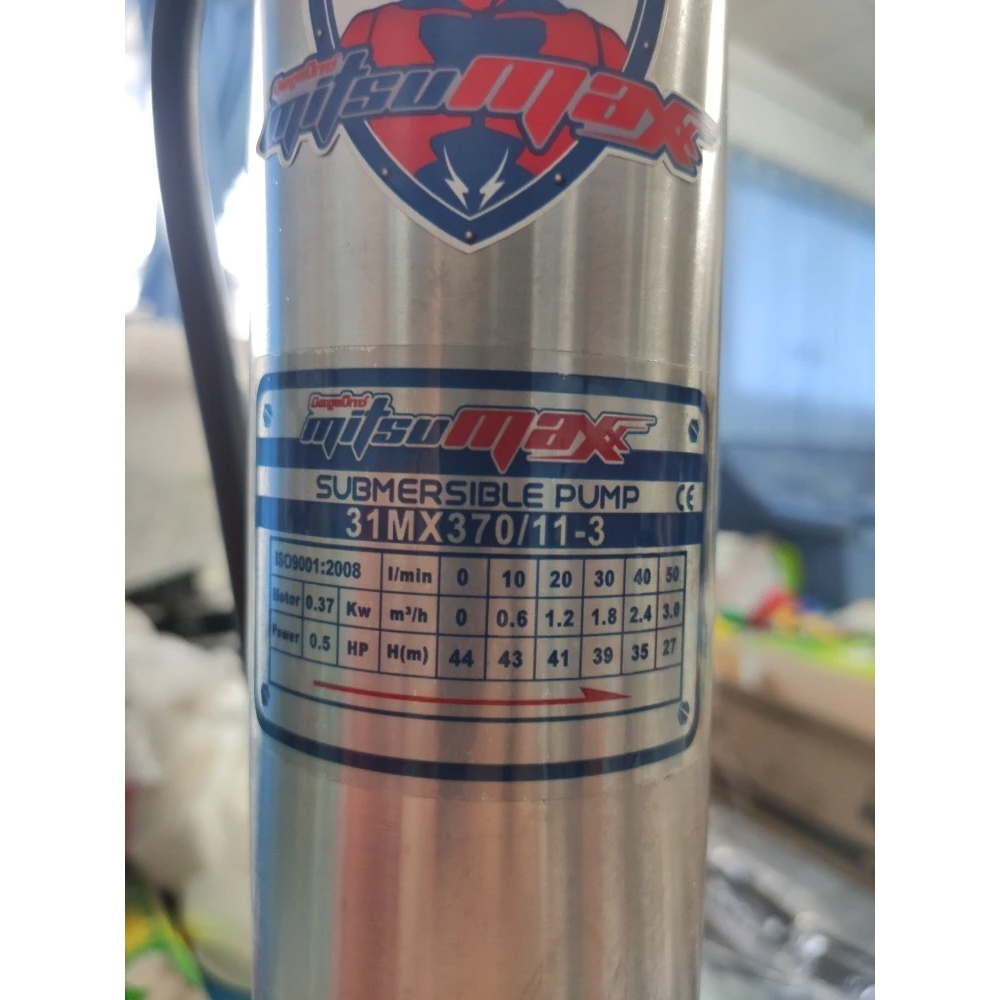 mitsumaxx
mitsumaxx
SUBMERSIBLE PUMP CE
31MX370/11-3
ISO9001:2008 l/min 0 10 20 30 40 50
Motor 0.37 Kw m³/h 0 0.6 1.2 1.8 2.4 3.0
Power 0.5 HP H(m) 44 43 41 39 35 27